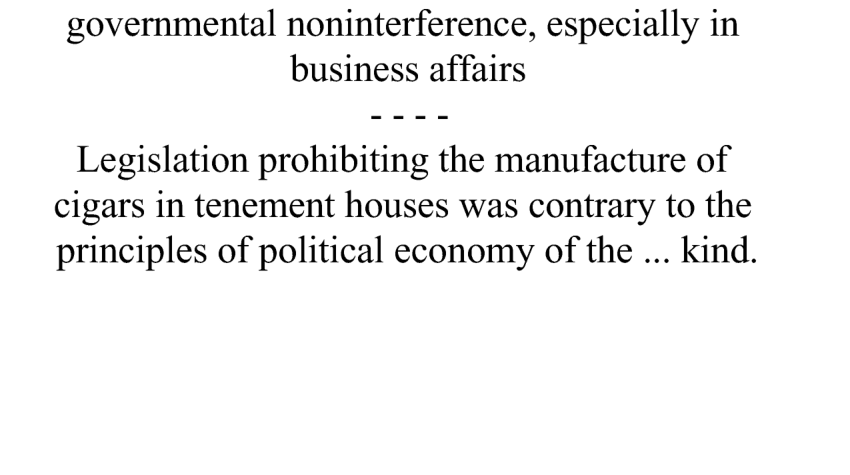 governmental noninterference, especially in
business affairs
- - - -
Legislation prohibiting the manufacture of
cigars in tenement houses was contrary to the
principles of political economy of the ... kind.